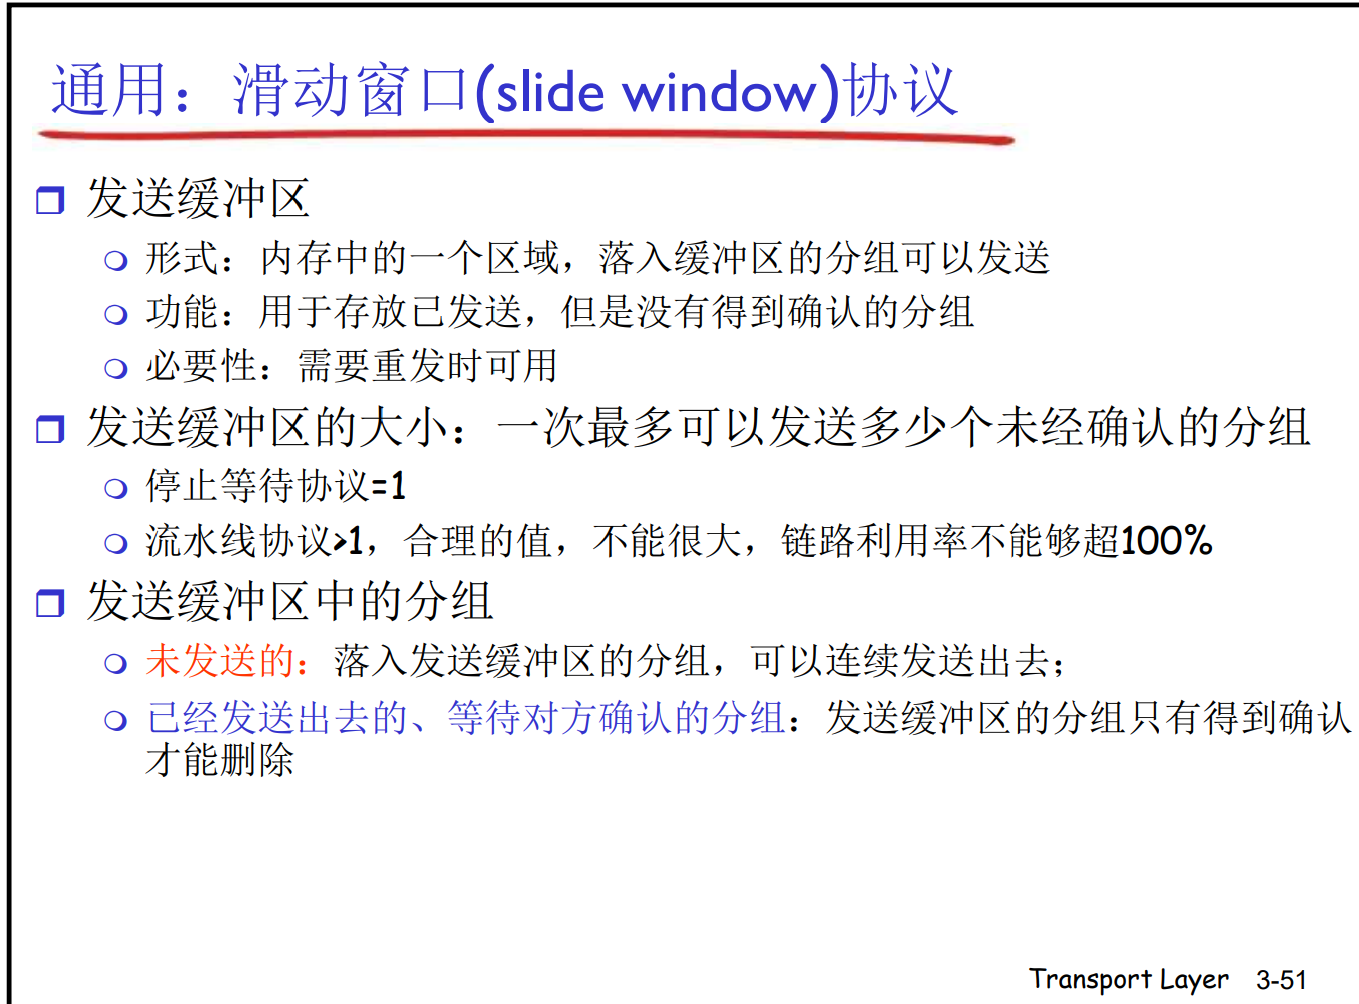 通用：滑动窗口(slide window)协议
发送缓冲区
形式：内存中的一个区域，落入缓冲区的分组可以发送
功能：用于存放已发送，但是没有得到确认的分组
必要性：需要重发时可用
发送缓冲区的大小：一次最多可以发送多少个未经确认的分组
停止等待协议=1
流水线协议>1，合理的值，不能很大，链路利用率不能够超100%
发送缓冲区中的分组
未发送的：落入发送缓冲区的分组，可以连续发送出去；
已经发送出去的、等待对方确认的分组：发送缓冲区的分组只有得到确认
才能删除
Transport Layer 3-51